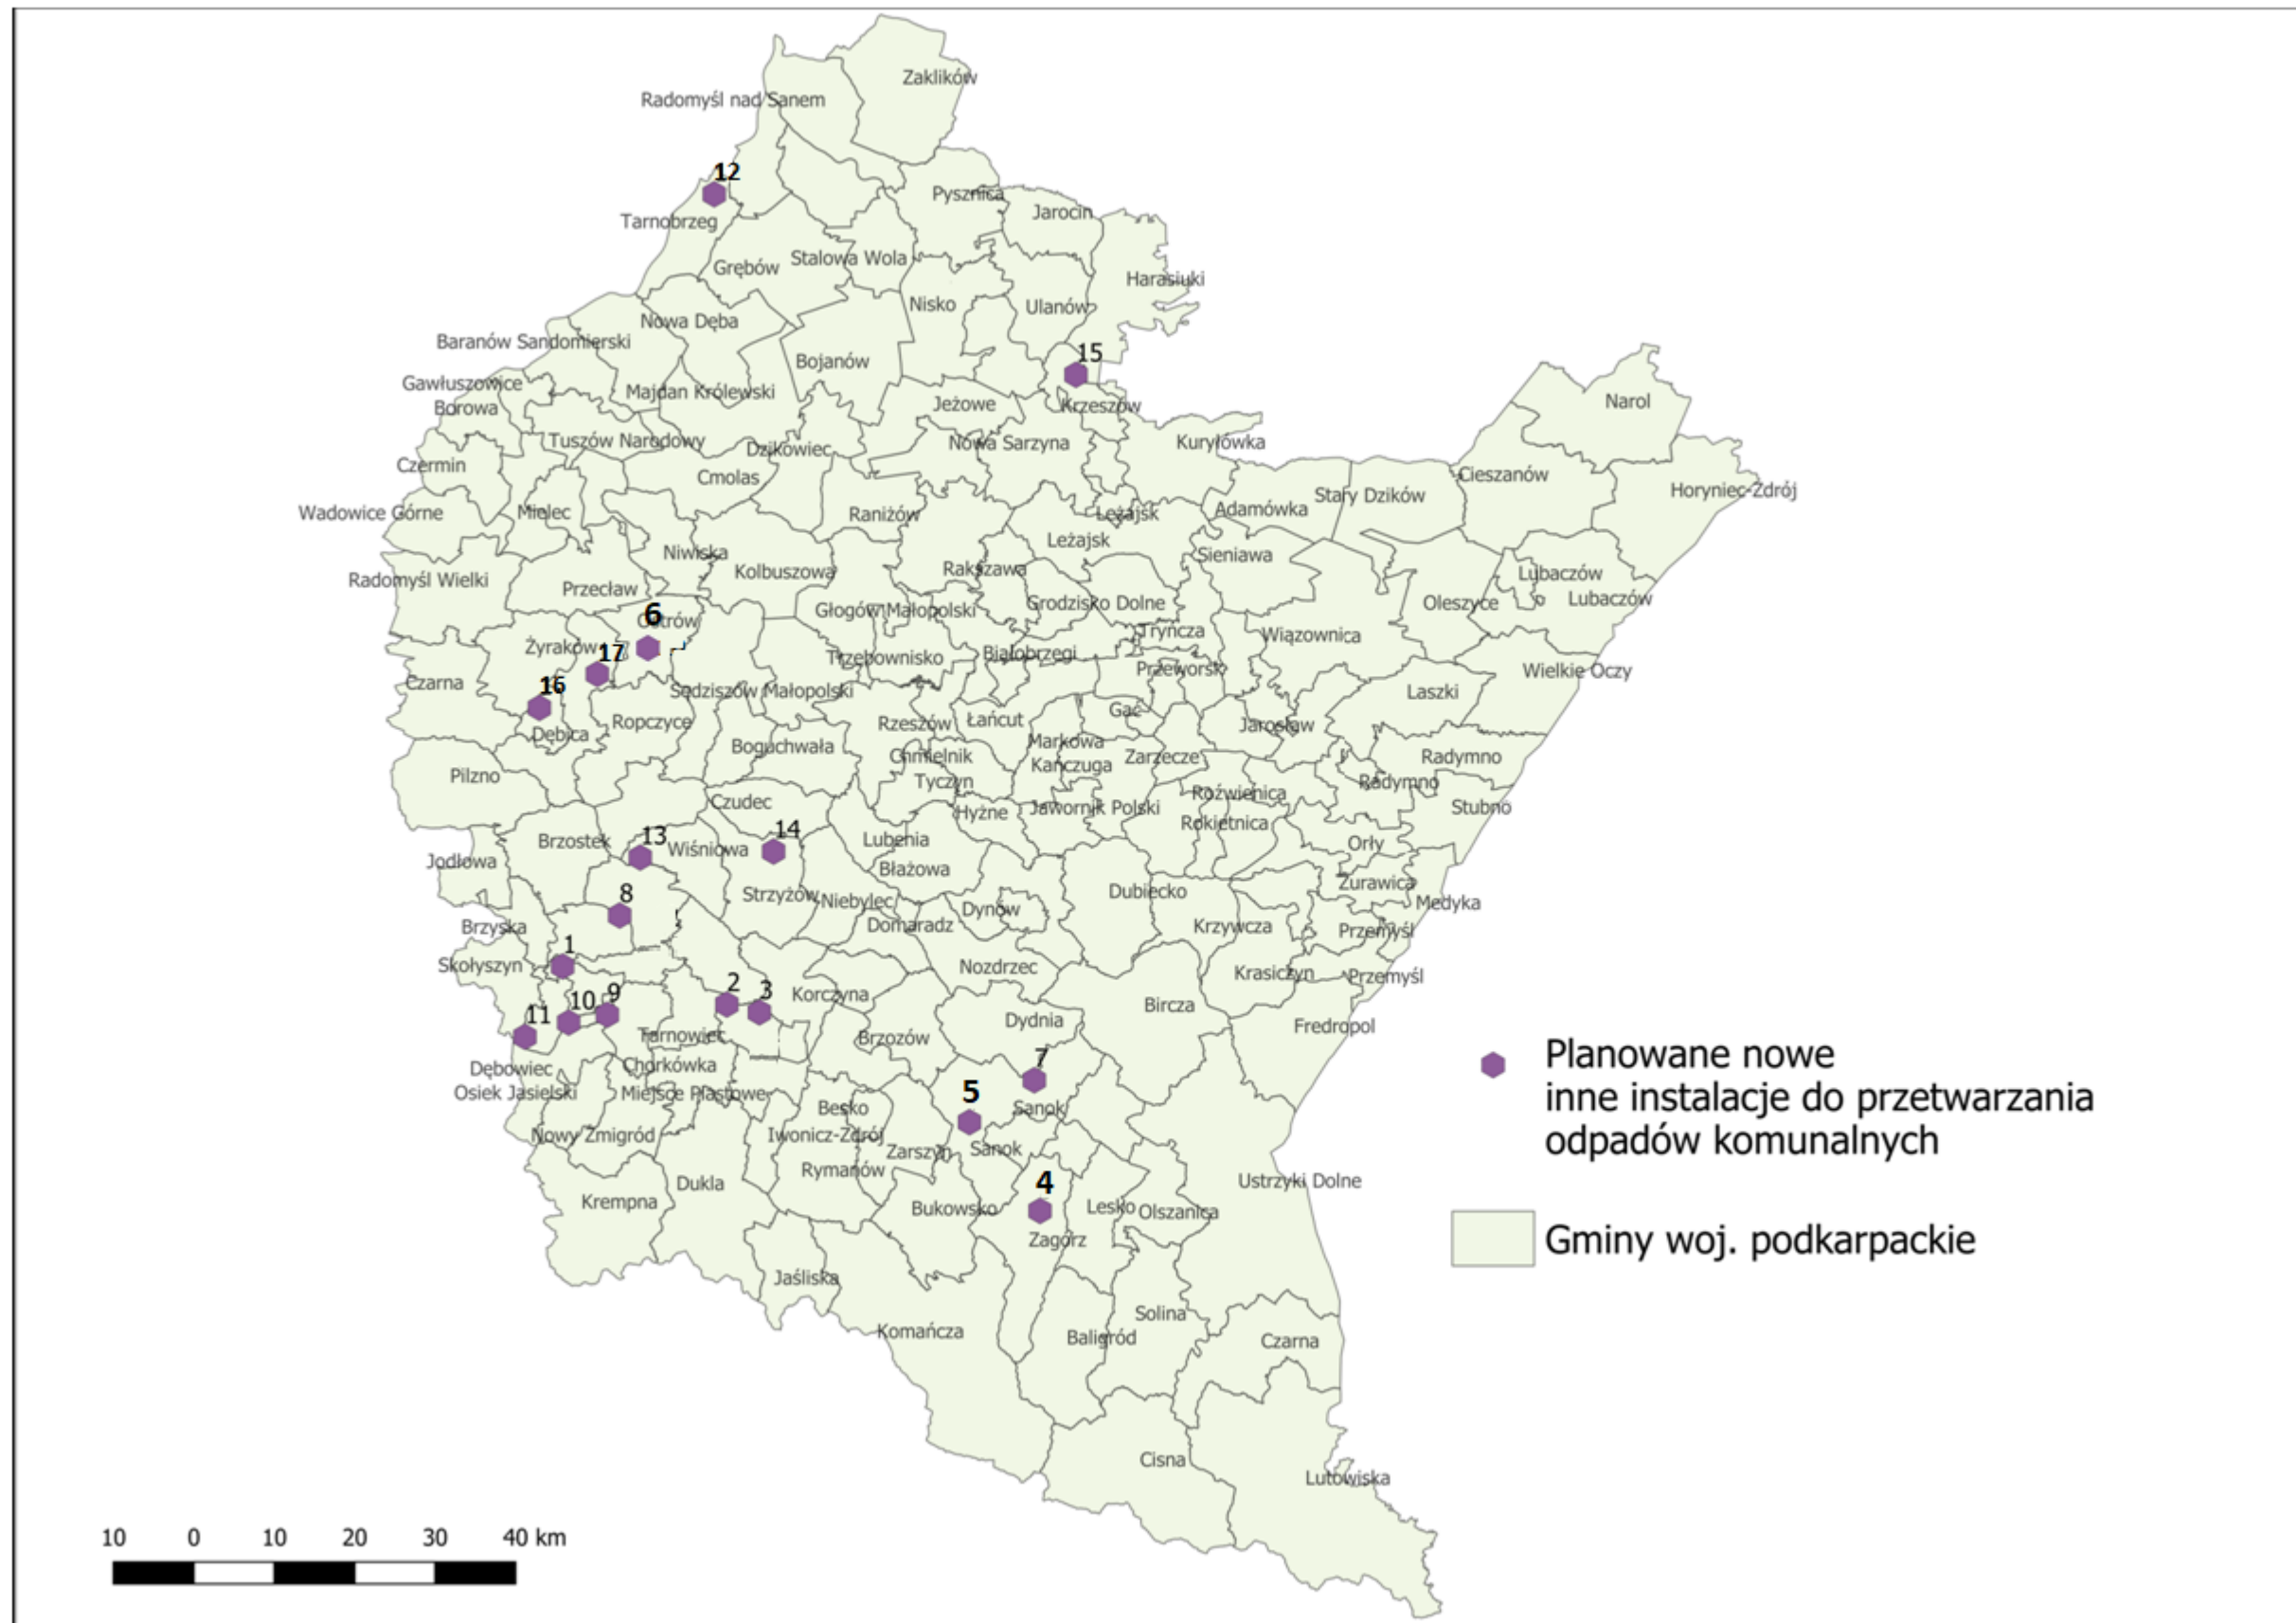 Zaklików
Radomyśl nad Sanem
12
Pysznica
Jarocin
Tarnobrzeg
Stalowa Wola
Grębów
Harasiuki
Nisko
Ulanów
Nowa Dęba
Baranów Sandomierski
15
Bojanów
Gawłuszowice
Majdan Królewski
Narol
Borowa
Jeżowe
Krzeszów
Tuszów Narodowy
Nowa Sarzyna
Kuryłówka
Dzikowiec
Czermin
Cmolas
Cieszanów
Horyniec-Zdrój
Stary Dzików
Wadowice Górne
Mielec
Raniżów
Leżajsk
Adamówka
Leżajsk
Niwiska
Sieniawa
Kolbuszowa
Rakszawa
Lubaczów
Radomyśl Wielki
Przecław
Lubaczów
Grodzisko Dolne
Oleszyce
Głogów Małopolski
6
Ostrów
Tryńcza
Wiązownica
Żyraków
17
Białobrzegi
Trzebownisko
Przeworsk
Wielkie Oczy
Czarna
16
Sędziszów Małopolski
Laszki
Gać
Ropczyce
Rzeszów
Łańcut
Jarosław
Dębica
Boguchwała
Markowa
Chmielnik
Zarzecze
Radymno
Kańczuga
Pilzno
Tyczyn
Radymno
Roźwienica
Czudec
Hyżne
Jawornik Polski
Stubno
Rokietnica
14
13
Brzostek
Wiśniowa
Lubenia
Orły
Jodłowa
Błażowa
Żurawica
8
Strzyżów
Niebylec
Dubiecko
Medyka
Dynów
Brzyska
Domaradz
Krzywcza
Przemyśl
1
Skołyszyn
Nozdrzec
Krasiczyn
Przemyśl
2
3
Korczyna
10
9
Bircza
11
Dydnia
Fredropol
Tarnowiec
Brzozów
7
Dębowiec
Chorkówka
Osiek Jasielski
Miejsce Piastowe
5
Besko
Sanok
Nowy Żmigród
Iwonicz-Zdrój
Zarszyn
Sanok
Rymanów
Dukla
4
Ustrzyki Dolne
Krempna
Bukowsko
Lesko
Olszanica
Zagórz
Jaśliska
Solina
Komańcza
Baligród
Czarna
Cisna
Lutowiska
Planowane nowe
inne instalacje do przetwarzania
odpadów komunalnych
Gminy woj. podkarpackie
10 0 10 20 30 40 km